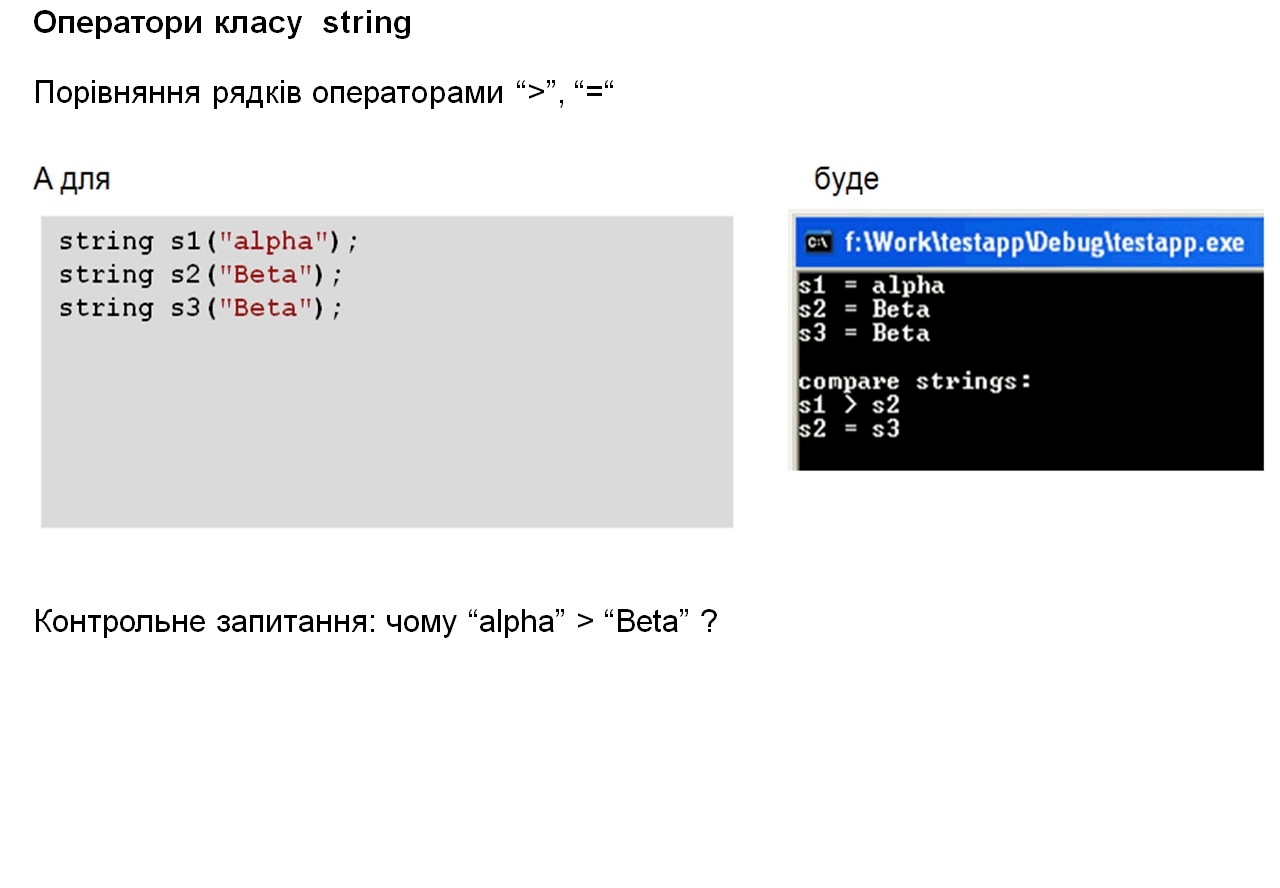 Оператори класу string
Порівняння рядків операторами “>”, “=“
А для
string s1("alpha");
string s2("Beta");
string s3("Beta");
буде
C:\ f:\Work\testapp\Debug\testapp.exe
s1 = alpha
s2 = Beta
s3 = Beta
compare strings:
s1 > s2
s2 = s3
Контрольне запитання: чому “alpha” > “Beta” ?